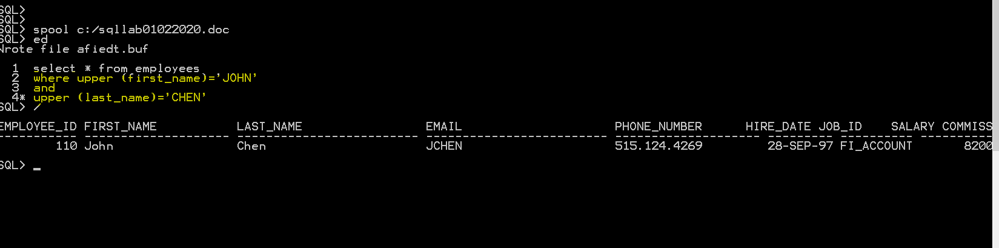 SQL>
SQL>
SQL> spool c:/sqllab01022020.doc
SQL> ed
Wrote file afiedt.buf
1 select * from employees
2 where upper (first_name)='JOHN'
3 and
4* upper (last_name)='CHEN'
SQL> /
EMPLOYEE_ID FIRST_NAME LAST_NAME EMAIL PHONE_NUMBER HIRE_DATE JOB_ID SALARY COMMISS
----------- -------------------- ------------------------- ------------------------- -------------------- --------- ---------- ----------
110 John Chen JCHEN 515.124.4269 28-SEP-97 FI_ACCOUNT 8200
SQL> _